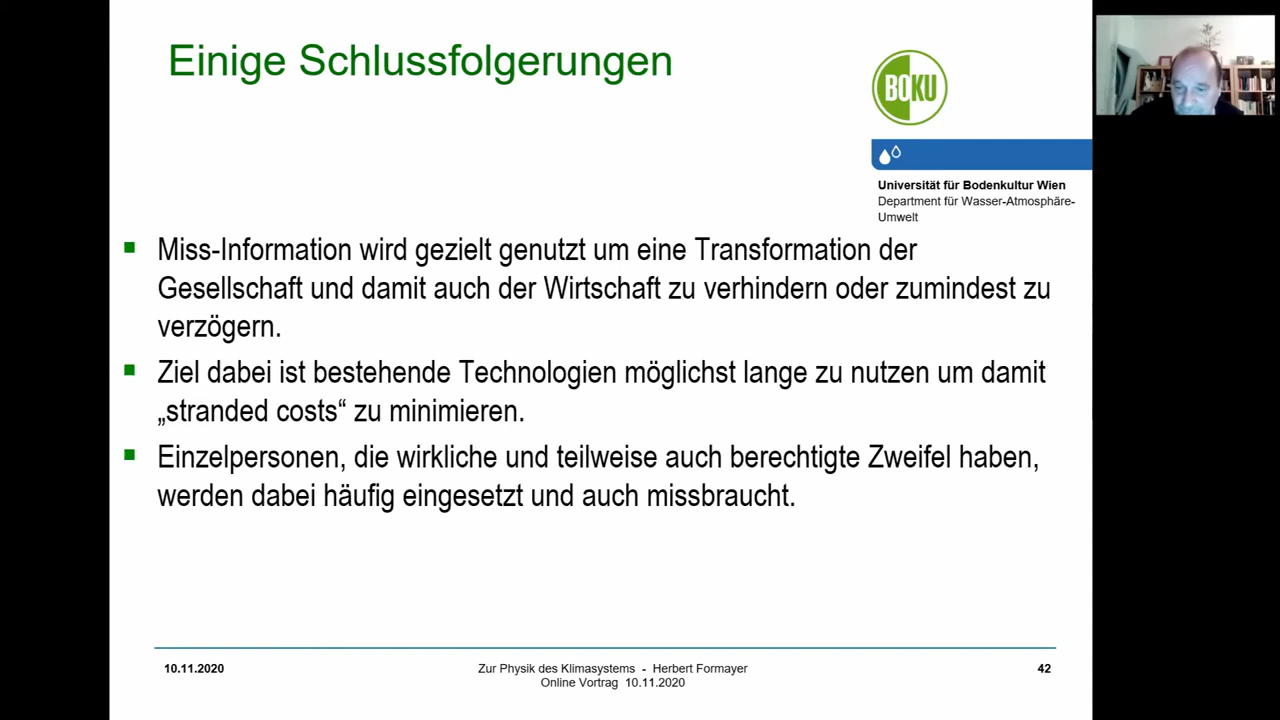 Einige Schlussfolgerungen
BOKU
Universität für Bodenkultur Wien
Department für Wasser-Atmosphäre-
Umwelt
Miss-Information wird gezielt genutzt um eine Transformation der
Gesellschaft und damit auch der Wirtschaft zu verhindern oder zumindest zu
verzögern.
Ziel dabei ist bestehende Technologien möglichst lange zu nutzen um damit
„stranded costs“ zu minimieren.
Einzelpersonen, die wirkliche und teilweise auch berechtigte Zweifel haben,
werden dabei häufig eingesetzt und auch missbraucht.
10.11.2020
Zur Physik des Klimasystems - Herbert Formayer
Online Vortrag 10.11.2020
42